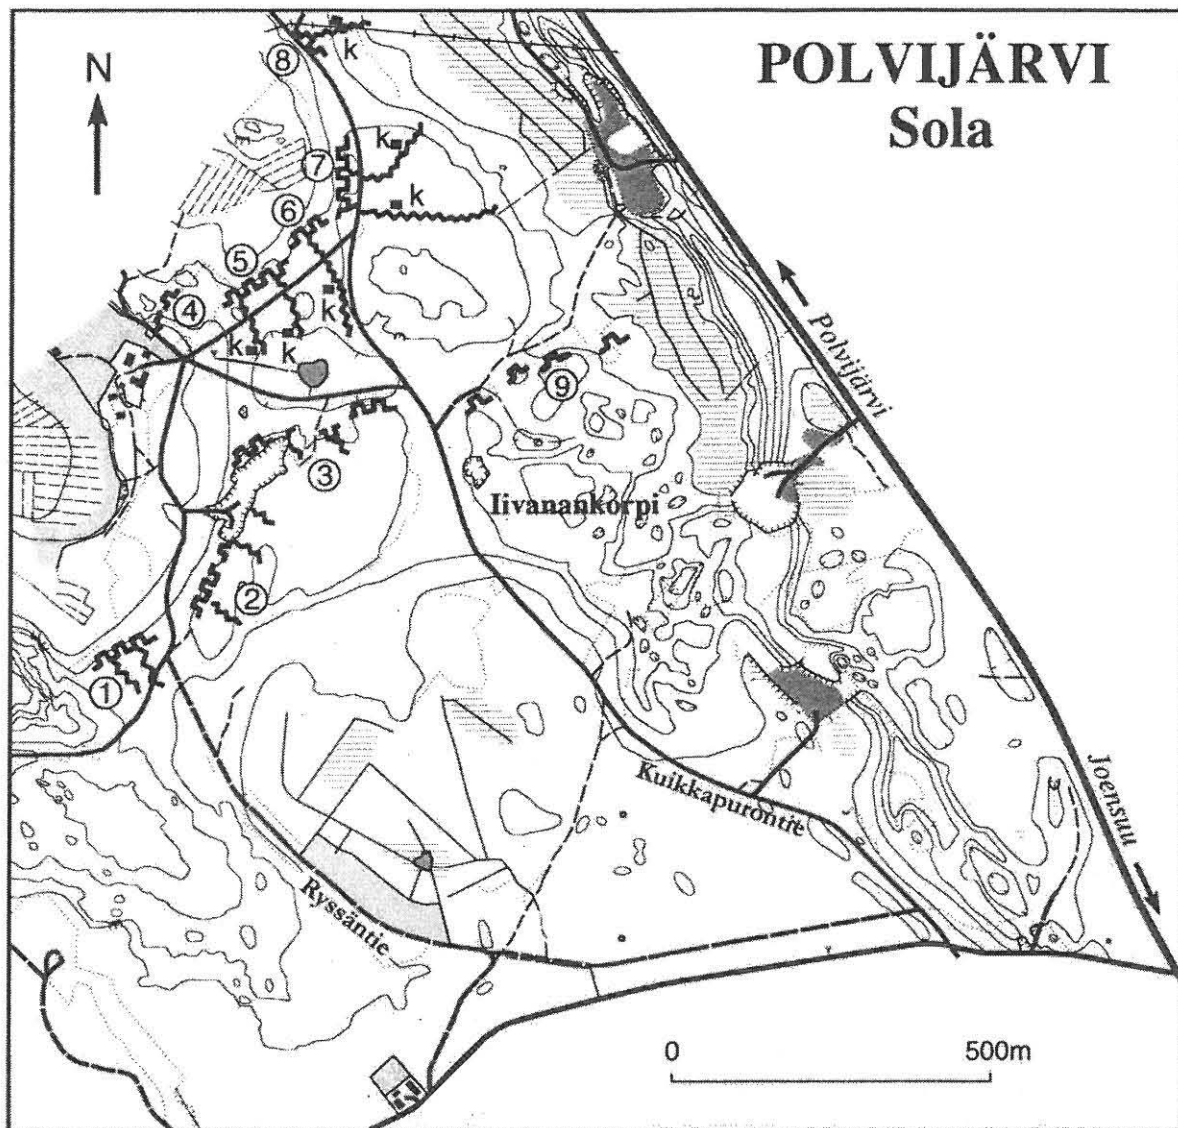 POLVIJÄRVI
Sola
N
8
k
7
k
6
k
5
4
k
k
k
Polvijärvi
9
3
Iivanankorpi
2
1
Kuikkapurontie
Joensuu
Ryssäntie
0 500m